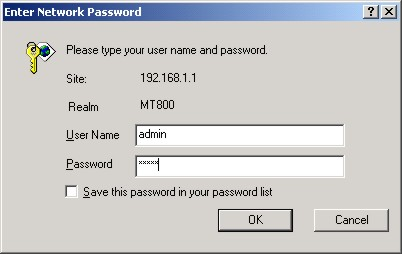 Enter Network Password
Please type your user name and password.
Site: 192.168.1.1
Realm MT800
User Name admin
Password xxxxx
Save this password in your password list
OK Cancel